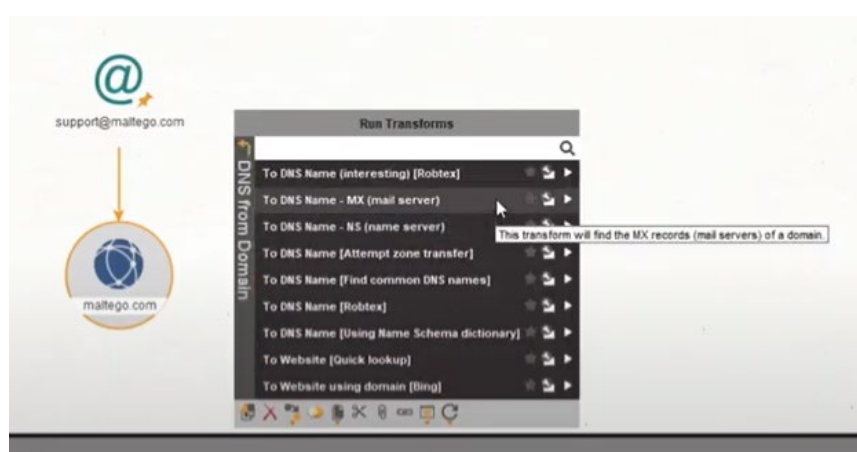 @
support@maltego.com
maltego.com
Run Transforms
DNS from Domain
To DNS Name (interesting) [Robtex]
To DNS Name - MX (mail server)
To DNS Name - NS (name server)
This transform will find the MX records (mail servers) of a domain.
To DNS Name [Attempt zone transfer]
To DNS Name [Find common DNS names]
To DNS Name [Robtex]
To DNS Name [Using Name Schema dictionary]
To Website [Quick lookup]
To Website using domain [Bing]